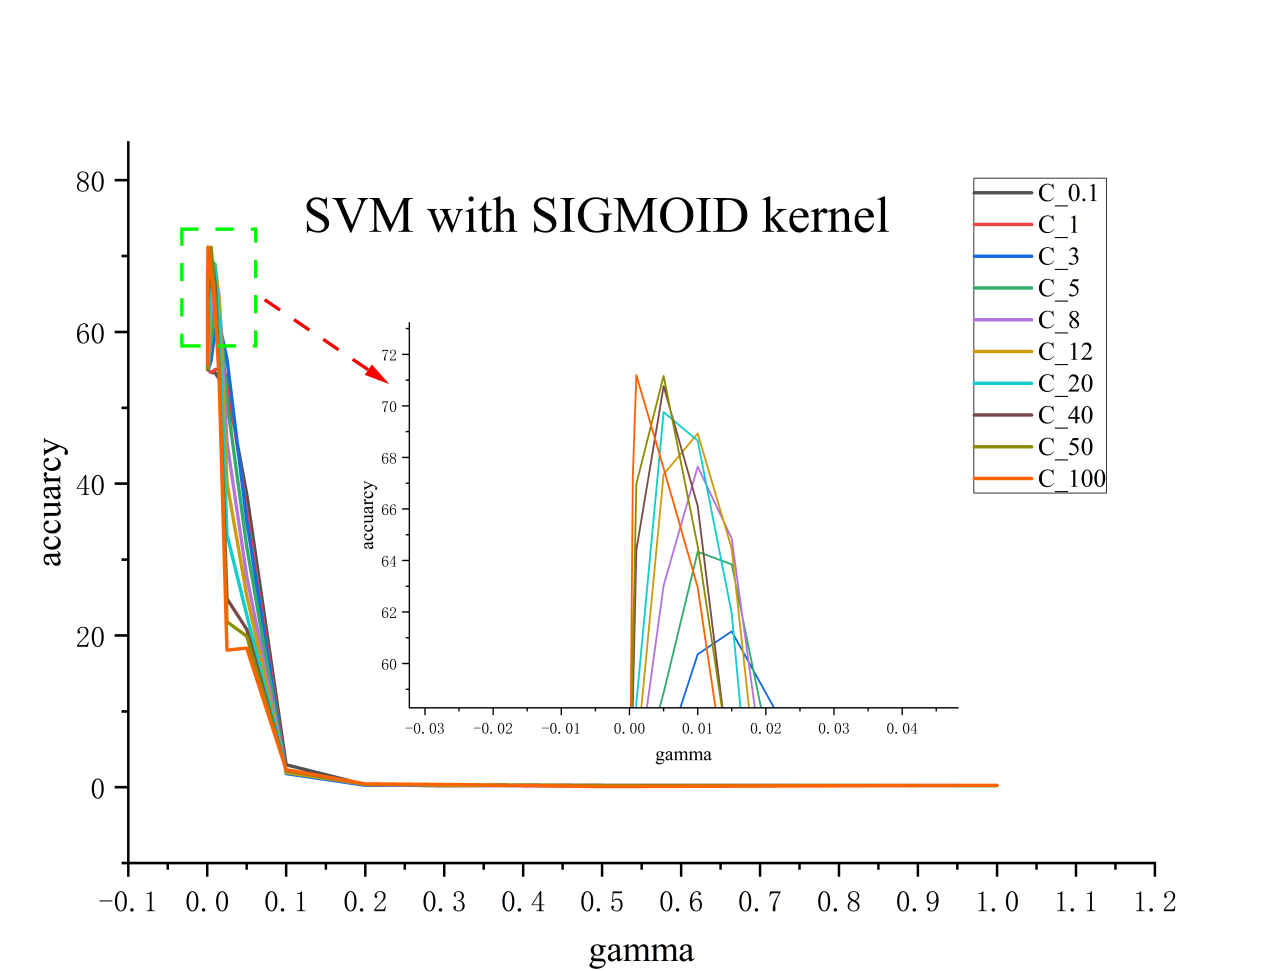 SVM with SIGMOID kernel
C_0.1
C_1
C_3
C_5
C_8
C_12
C_20
C_40
C_50
C_100
accuarcy
80
60
40
20
0
-0.1 0.0 0.1 0.2 0.3 0.4 0.5 0.6 0.7 0.8 0.9 1.0 1.1 1.2
gamma
accuarcy
72
70
68
66
64
62
60
-0.03 -0.02 -0.01 0.00 0.01 0.02 0.03 0.04
gamma